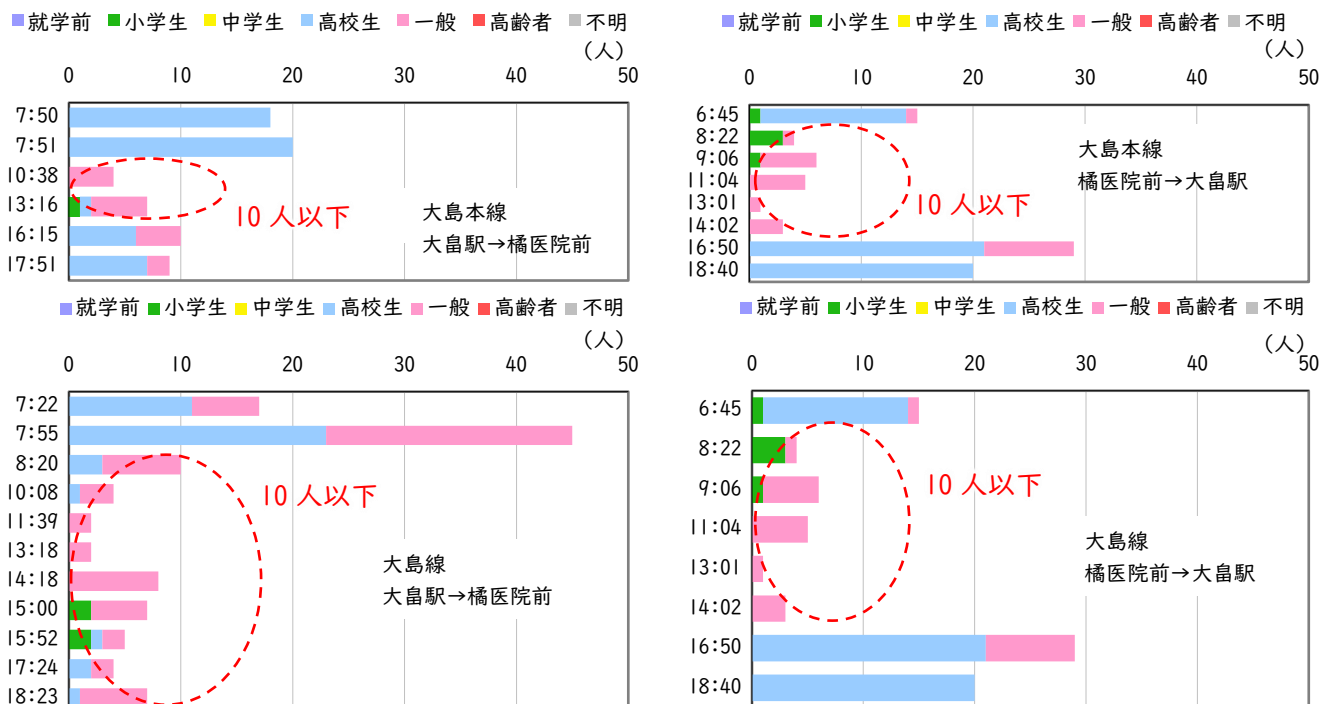 就学前 小学生 中学生 高校生 一般 高齢者 不明
(人)
0 10 20 30 40 50
7:50
7:51
10:38
13:16
16:15
17:51
10人以下
大島本線
大畠駅→橘医院前
就学前 小学生 中学生 高校生 一般 高齢者 不明
(人)
0 10 20 30 40 50
6:45
8:22
9:06
11:04
13:01
14:02
16:50
18:40
10人以下
大島本線
橘医院前→大畠駅
就学前 小学生 中学生 高校生 一般 高齢者 不明
(人)
0 10 20 30 40 50
7:22
7:55
8:20
10:08
11:39
13:18
14:18
15:00
15:52
17:24
18:23
10人以下
大島線
大畠駅→橘医院前
就学前 小学生 中学生 高校生 一般 高齢者 不明
(人)
0 10 20 30 40 50
6:45
8:22
9:06
11:04
13:01
14:02
16:50
18:40
10人以下
大島線
橘医院前→大畠駅